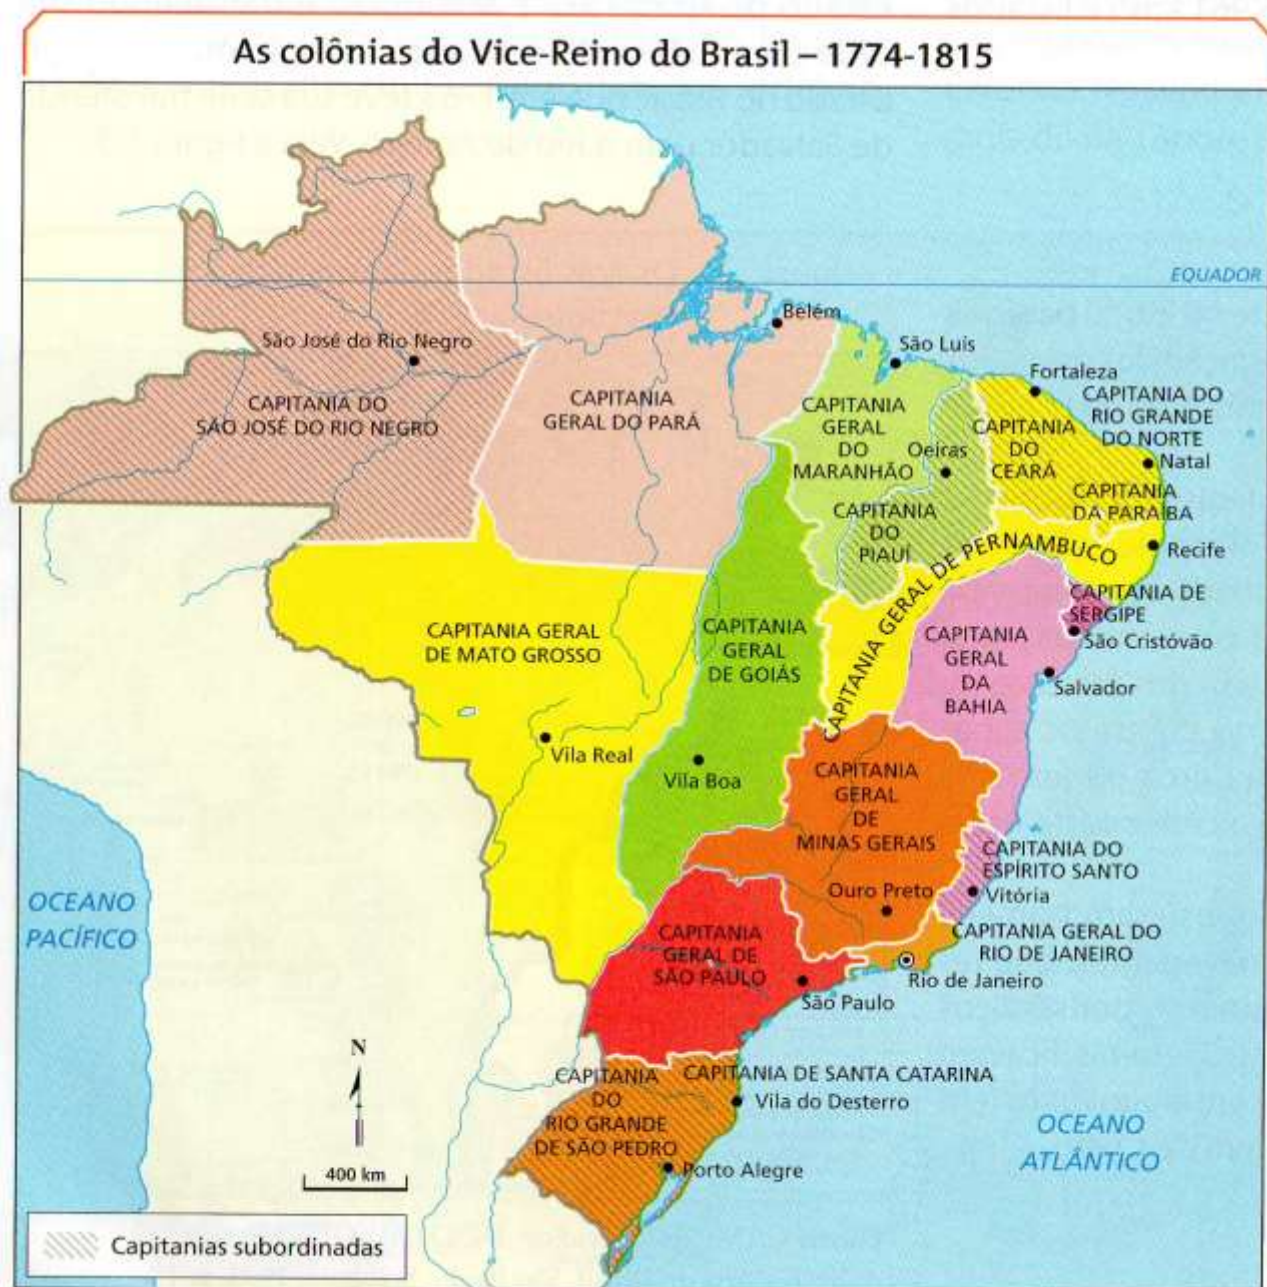 As colônias do Vice-Reino do Brasil – 1774-1815
EQUADOR
Belém
São José do Rio Negro
São Luís
Fortaleza
CAPITANIA DO
SÃO JOSÉ DO RIO NEGRO
CAPITANIA
GERAL DO PARÁ
CAPITANIA
GERAL
DO
MARANHÃO
Oeiras
CAPITANIA
DO
CEARÁ
CAPITANIA DO
RIO GRANDE
DO NORTE
Natal
CAPITANIA
DO
PIAUÍ
CAPITANIA
DA PARAÍBA
CAPITANIA GERAL DE PERNAMBUCO
Recife
CAPITANIA GERAL
DE MATO GROSSO
CAPITANIA
GERAL
DE GOIÁS
CAPITANIA
GERAL
DA
BAHIA
CAPITANIA DE
SERGIPE
São Cristóvão
Salvador
Vila Real
Vila Boa
CAPITANIA
GERAL
DE
MINAS GERAIS
Ouro Preto
CAPITANIA DO
ESPÍRITO SANTO
Vitória
OCEANO
PACÍFICO
CAPITANIA
GERAL DE
SÃO PAULO
São Paulo
CAPITANIA GERAL DO
RIO DE JANEIRO
Rio de Janeiro
N
400 km
CAPITANIA
DO
RIO GRANDE
DE SÃO PEDRO
CAPITANIA DE SANTA CATARINA
Vila do Desterro
Porto Alegre
OCEANO
ATLÂNTICO
Capitanias subordinadas